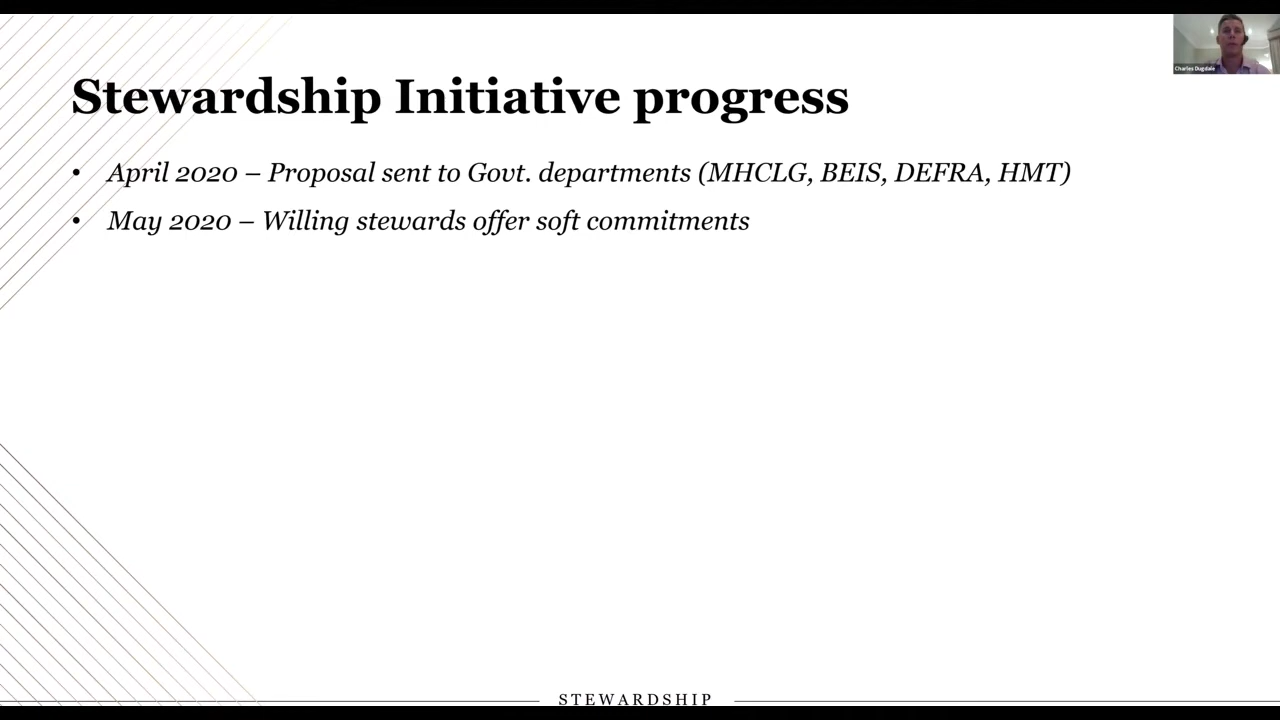 Charles Dugdale
Stewardship Initiative progress
• April 2020 – Proposal sent to Govt. departments (MHCLG, BEIS, DEFRA, HMT)
• May 2020 – Willing stewards offer soft commitments
STEWARDSHIP